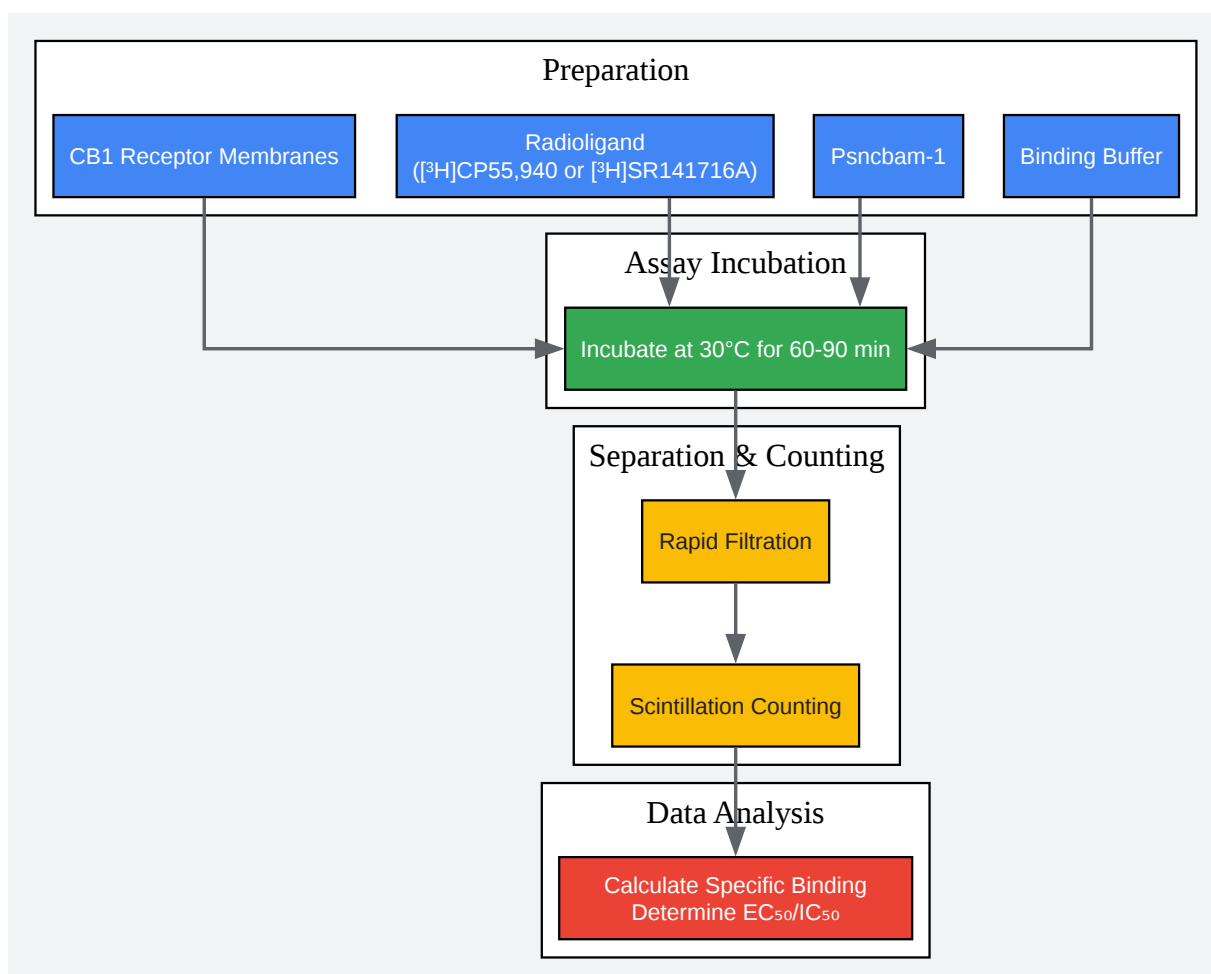 Preparation
CB1 Receptor Membranes
Radioligand
([³H]CP55,940 or [³H]SR141716A)
Psncbam-1
Binding Buffer
Assay Incubation
Incubate at 30°C for 60-90 min
Separation & Counting
Rapid Filtration
Scintillation Counting
Data Analysis
Calculate Specific Binding
Determine EC₅₀/IC₅₀